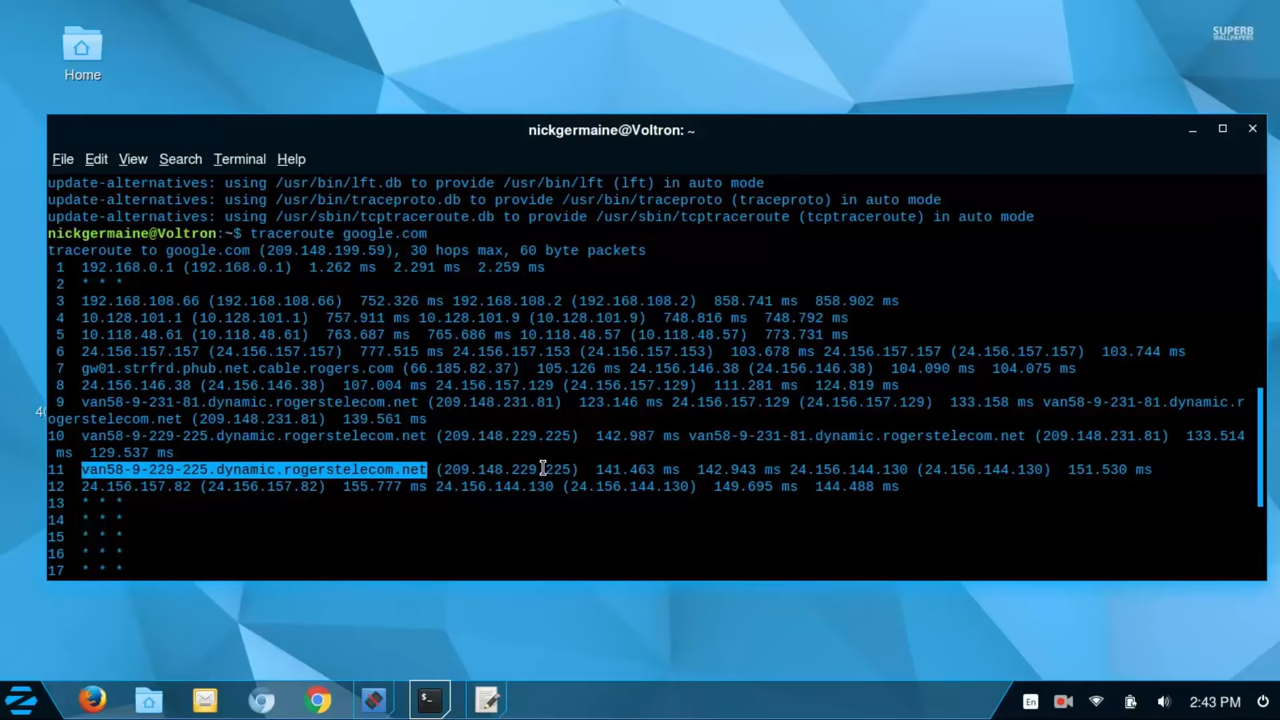 SUPERB
WALLPAPERS
Home
nickgermaine@Voltron: ~
File Edit View Search Terminal Help
update-alternatives: using /usr/bin/lft.db to provide /usr/bin/lft (lft) in auto mode
update-alternatives: using /usr/bin/traceproto.db to provide /usr/bin/traceproto (traceproto) in auto mode
update-alternatives: using /usr/sbin/tcptraceroute.db to provide /usr/sbin/tcptraceroute (tcptraceroute) in auto mode
nickgermaine@Voltron:~$ traceroute google.com
traceroute to google.com (209.148.199.59), 30 hops max, 60 byte packets
1 192.168.0.1 (192.168.0.1) 1.262 ms 2.291 ms 2.259 ms
2 * * *
3 192.168.108.66 (192.168.108.66) 752.326 ms 192.168.108.2 (192.168.108.2) 858.741 ms 858.902 ms
4 10.128.101.1 (10.128.101.1) 757.911 ms 10.128.101.9 (10.128.101.9) 748.816 ms 748.792 ms
5 10.118.48.61 (10.118.48.61) 763.687 ms 765.686 ms 10.118.48.57 (10.118.48.57) 773.731 ms
6 24.156.157.157 (24.156.157.157) 777.515 ms 24.156.157.153 (24.156.157.153) 103.678 ms 24.156.157.157 (24.156.157.157) 103.744 ms
7 gw01.strfrd.phub.net.cable.rogers.com (66.185.82.37) 105.126 ms 24.156.146.38 (24.156.146.38) 104.090 ms 104.075 ms
8 24.156.146.38 (24.156.146.38) 107.004 ms 24.156.157.129 (24.156.157.129) 111.281 ms 124.819 ms
9 van58-9-231-81.dynamic.rogerstelecom.net (209.148.231.81) 123.146 ms 24.156.157.129 (24.156.157.129) 133.158 ms van58-9-231-81.dynamic.r
ogerstelecom.net (209.148.231.81) 139.561 ms
10 van58-9-229-225.dynamic.rogerstelecom.net (209.148.229.225) 142.987 ms van58-9-231-81.dynamic.rogerstelecom.net (209.148.231.81) 133.514
ms 129.537 ms
11 van58-9-229-225.dynamic.rogerstelecom.net (209.148.229.225) 141.463 ms 142.943 ms 24.156.144.130 (24.156.144.130) 151.530 ms
12 24.156.157.82 (24.156.157.82) 155.777 ms 24.156.144.130 (24.156.144.130) 149.695 ms 144.488 ms
13 * * *
14 * * *
15 * * *
16 * * *
17 * * *
En
2:43 PM